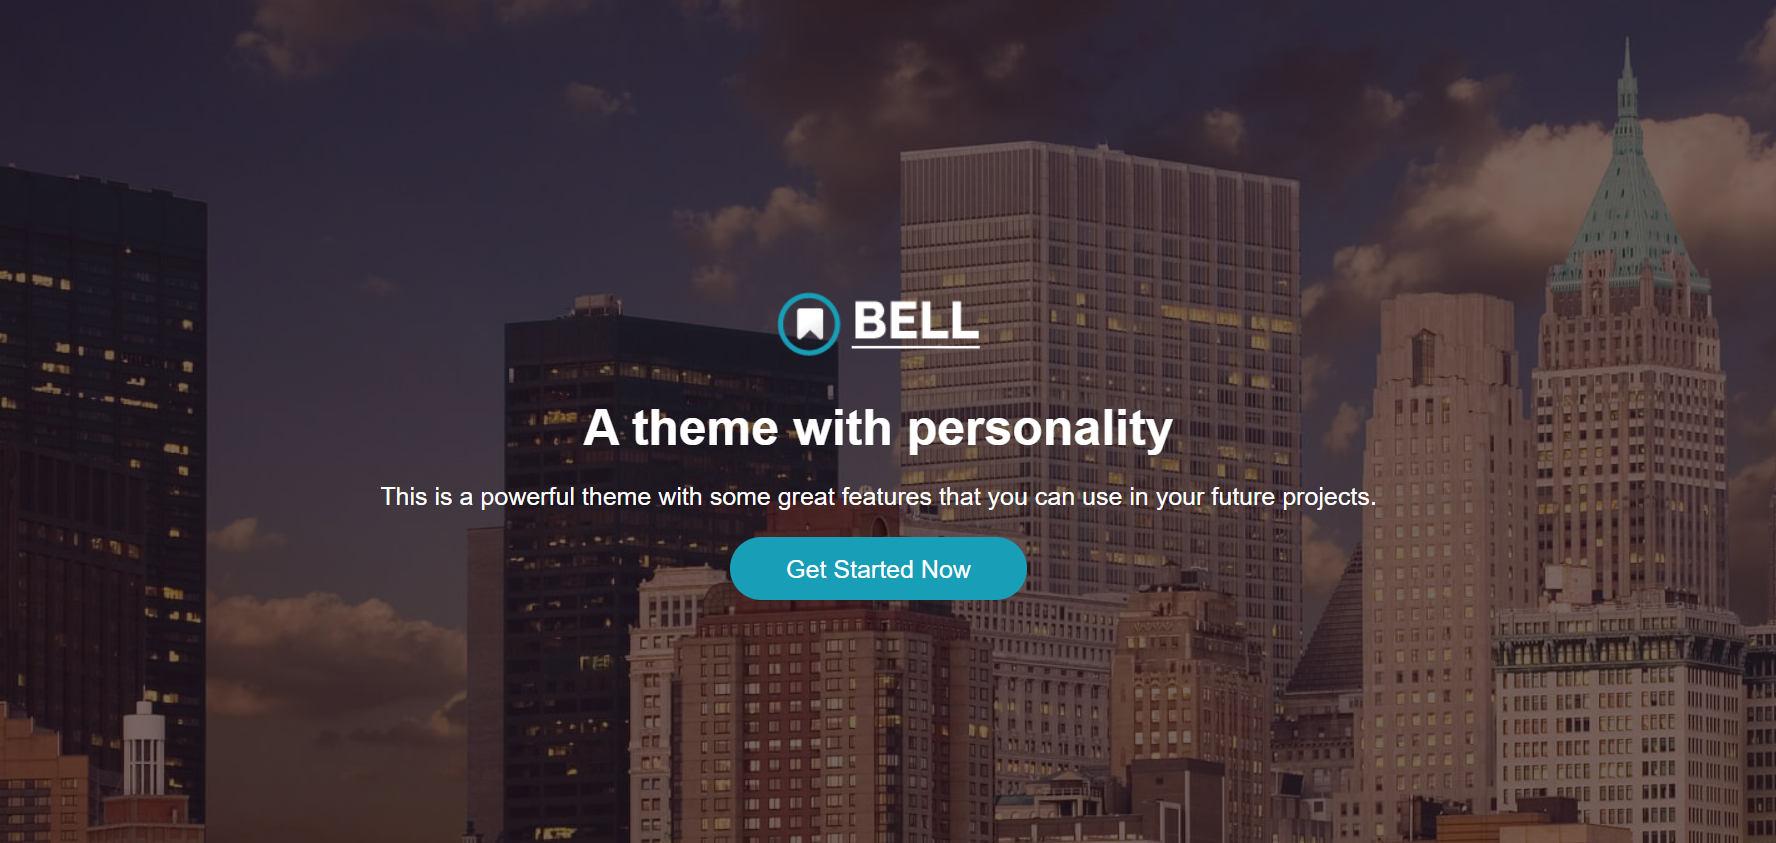 BELL
A theme with personality
This is a powerful theme with some great features that you can use in your future projects.
Get Started Now